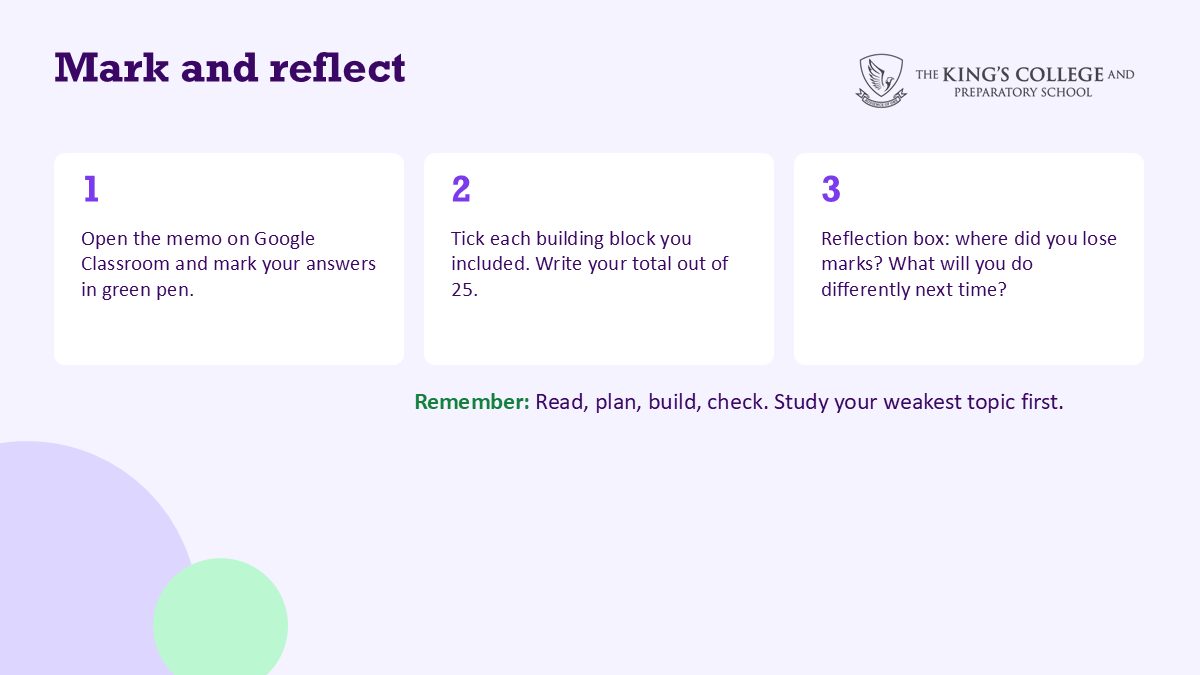 Mark and reflect
THE KING'S COLLEGE AND
PREPARATORY SCHOOL
1
Open the memo on Google
Classroom and mark your answers
in green pen.
2
Tick each building block you
included. Write your total out of
25.
3
Reflection box: where did you lose
marks? What will you do
differently next time?
Remember: Read, plan, build, check. Study your weakest topic first.